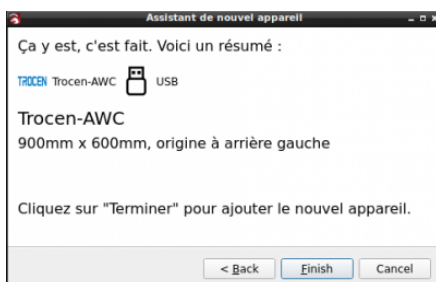 Assistant de nouvel appareil
Ça y est, c'est fait. Voici un résumé :
TROCEN Trocen-AWC USB
Trocen-AWC
900mm x 600mm, origine à arrière gauche
Cliquez sur "Terminer" pour ajouter le nouvel appareil.
< Back Finish Cancel